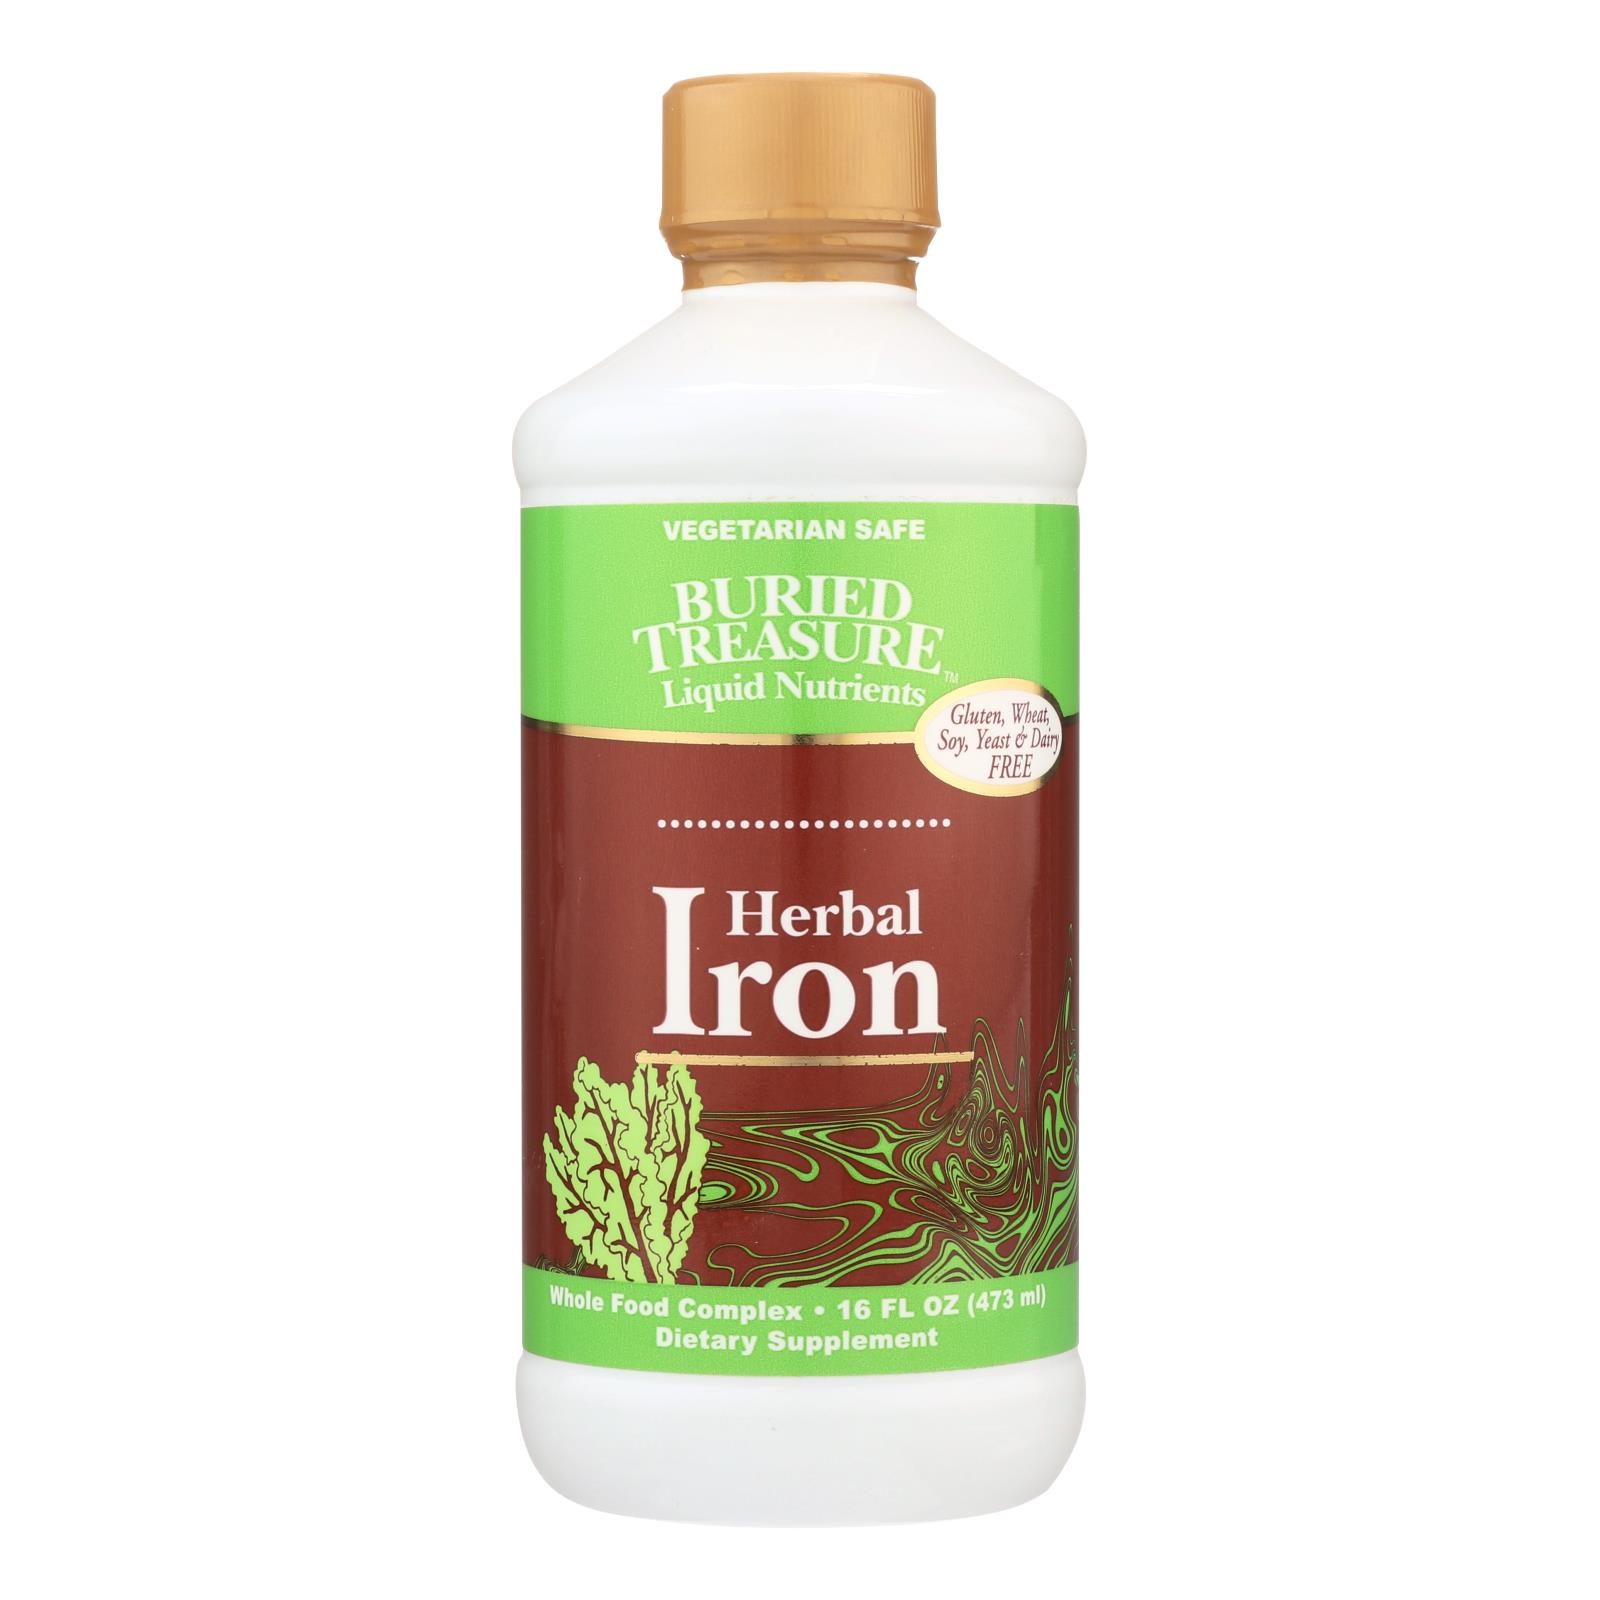 VEGETARIAN SAFE
BURIED
TREASURE™
Liquid Nutrients
Gluten, Wheat,
Soy, Yeast & Dairy
FREE
Herbal
Iron
Whole Food Complex • 16 FL OZ (473 ml)
Dietary Supplement